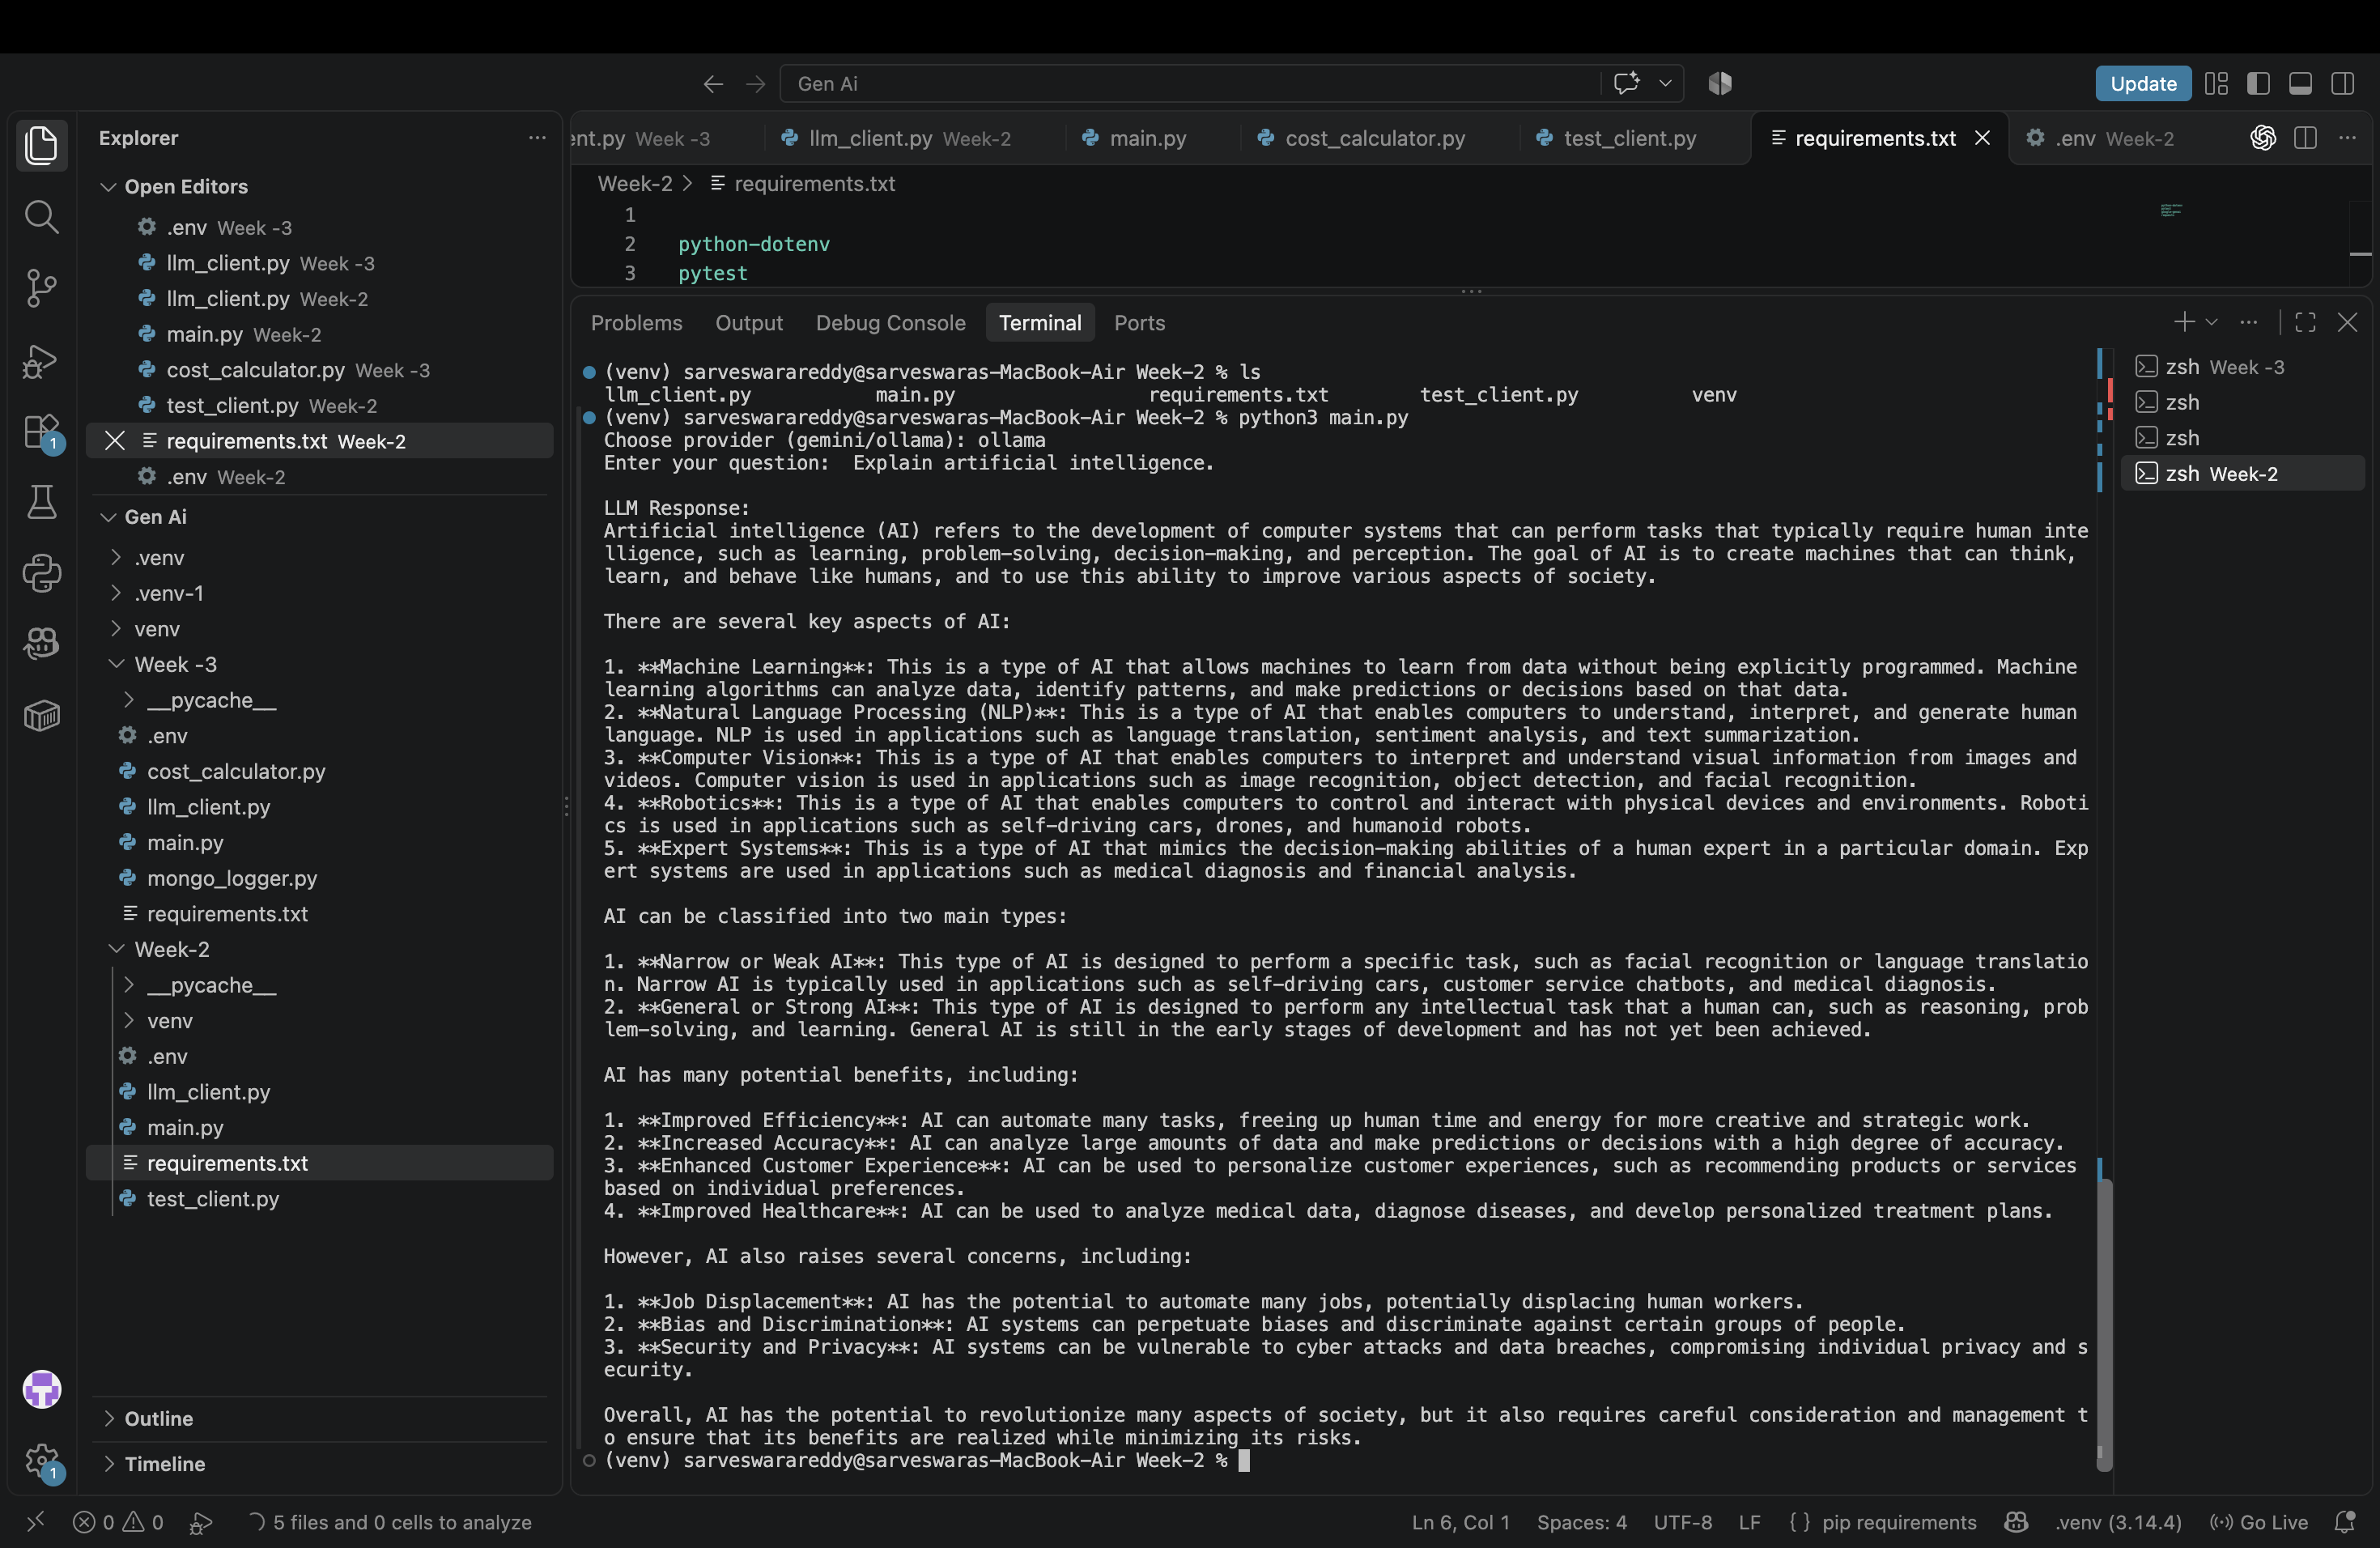 Gen Ai
Update
Explorer
Open Editors
.env Week -3
llm_client.py Week -3
llm_client.py Week-2
main.py Week-2
cost_calculator.py Week -3
test_client.py Week-2
requirements.txt Week-2
.env Week-2
Gen Ai
.venv
.venv-1
venv
Week -3
__pycache__
.env
cost_calculator.py
llm_client.py
main.py
mongo_logger.py
requirements.txt
Week-2
__pycache__
venv
.env
llm_client.py
main.py
requirements.txt
test_client.py
Outline
Timeline
1
1
ent.py Week -3
llm_client.py Week-2
main.py
cost_calculator.py
test_client.py
requirements.txt
.env Week-2
Week-2 > requirements.txt
1
2 python-dotenv
3 pytest
Problems Output Debug Console Terminal Ports
(venv) sarveswarareddy@sarveswaras-MacBook-Air Week-2 % ls
llm_client.py main.py requirements.txt test_client.py venv
(venv) sarveswarareddy@sarveswaras-MacBook-Air Week-2 % python3 main.py
Choose provider (gemini/ollama): ollama
Enter your question:  Explain artificial intelligence.
LLM Response:
Artificial intelligence (AI) refers to the development of computer systems that can perform tasks that typically require human inte
lligence, such as learning, problem-solving, decision-making, and perception. The goal of AI is to create machines that can think,
learn, and behave like humans, and to use this ability to improve various aspects of society.
There are several key aspects of AI:
1. **Machine Learning**: This is a type of AI that allows machines to learn from data without being explicitly programmed. Machine
learning algorithms can analyze data, identify patterns, and make predictions or decisions based on that data.
2. **Natural Language Processing (NLP)**: This is a type of AI that enables computers to understand, interpret, and generate human
language. NLP is used in applications such as language translation, sentiment analysis, and text summarization.
3. **Computer Vision**: This is a type of AI that enables computers to interpret and understand visual information from images and
videos. Computer vision is used in applications such as image recognition, object detection, and facial recognition.
4. **Robotics**: This is a type of AI that enables computers to control and interact with physical devices and environments. Roboti
cs is used in applications such as self-driving cars, drones, and humanoid robots.
5. **Expert Systems**: This is a type of AI that mimics the decision-making abilities of a human expert in a particular domain. Exp
ert systems are used in applications such as medical diagnosis and financial analysis.
AI can be classified into two main types:
1. **Narrow or Weak AI**: This type of AI is designed to perform a specific task, such as facial recognition or language translatio
n. Narrow AI is typically used in applications such as self-driving cars, customer service chatbots, and medical diagnosis.
2. **General or Strong AI**: This type of AI is designed to perform any intellectual task that a human can, such as reasoning, prob
lem-solving, and learning. General AI is still in the early stages of development and has not yet been achieved.
AI has many potential benefits, including:
1. **Improved Efficiency**: AI can automate many tasks, freeing up human time and energy for more creative and strategic work.
2. **Increased Accuracy**: AI can analyze large amounts of data and make predictions or decisions with a high degree of accuracy.
3. **Enhanced Customer Experience**: AI can be used to personalize customer experiences, such as recommending products or services
based on individual preferences.
4. **Improved Healthcare**: AI can be used to analyze medical data, diagnose diseases, and develop personalized treatment plans.
However, AI also raises several concerns, including:
1. **Job Displacement**: AI has the potential to automate many jobs, potentially displacing human workers.
2. **Bias and Discrimination**: AI systems can perpetuate biases and discriminate against certain groups of people.
3. **Security and Privacy**: AI systems can be vulnerable to cyber attacks and data breaches, compromising individual privacy and s
ecurity.
Overall, AI has the potential to revolutionize many aspects of society, but it also requires careful consideration and management t
o ensure that its benefits are realized while minimizing its risks.
(venv) sarveswarareddy@sarveswaras-MacBook-Air Week-2 %
zsh Week -3
zsh
zsh
zsh Week-2
0 0 5 files and 0 cells to analyze Ln 6, Col 1 Spaces: 4 UTF-8 LF { } pip requirements .venv (3.14.4) Go Live